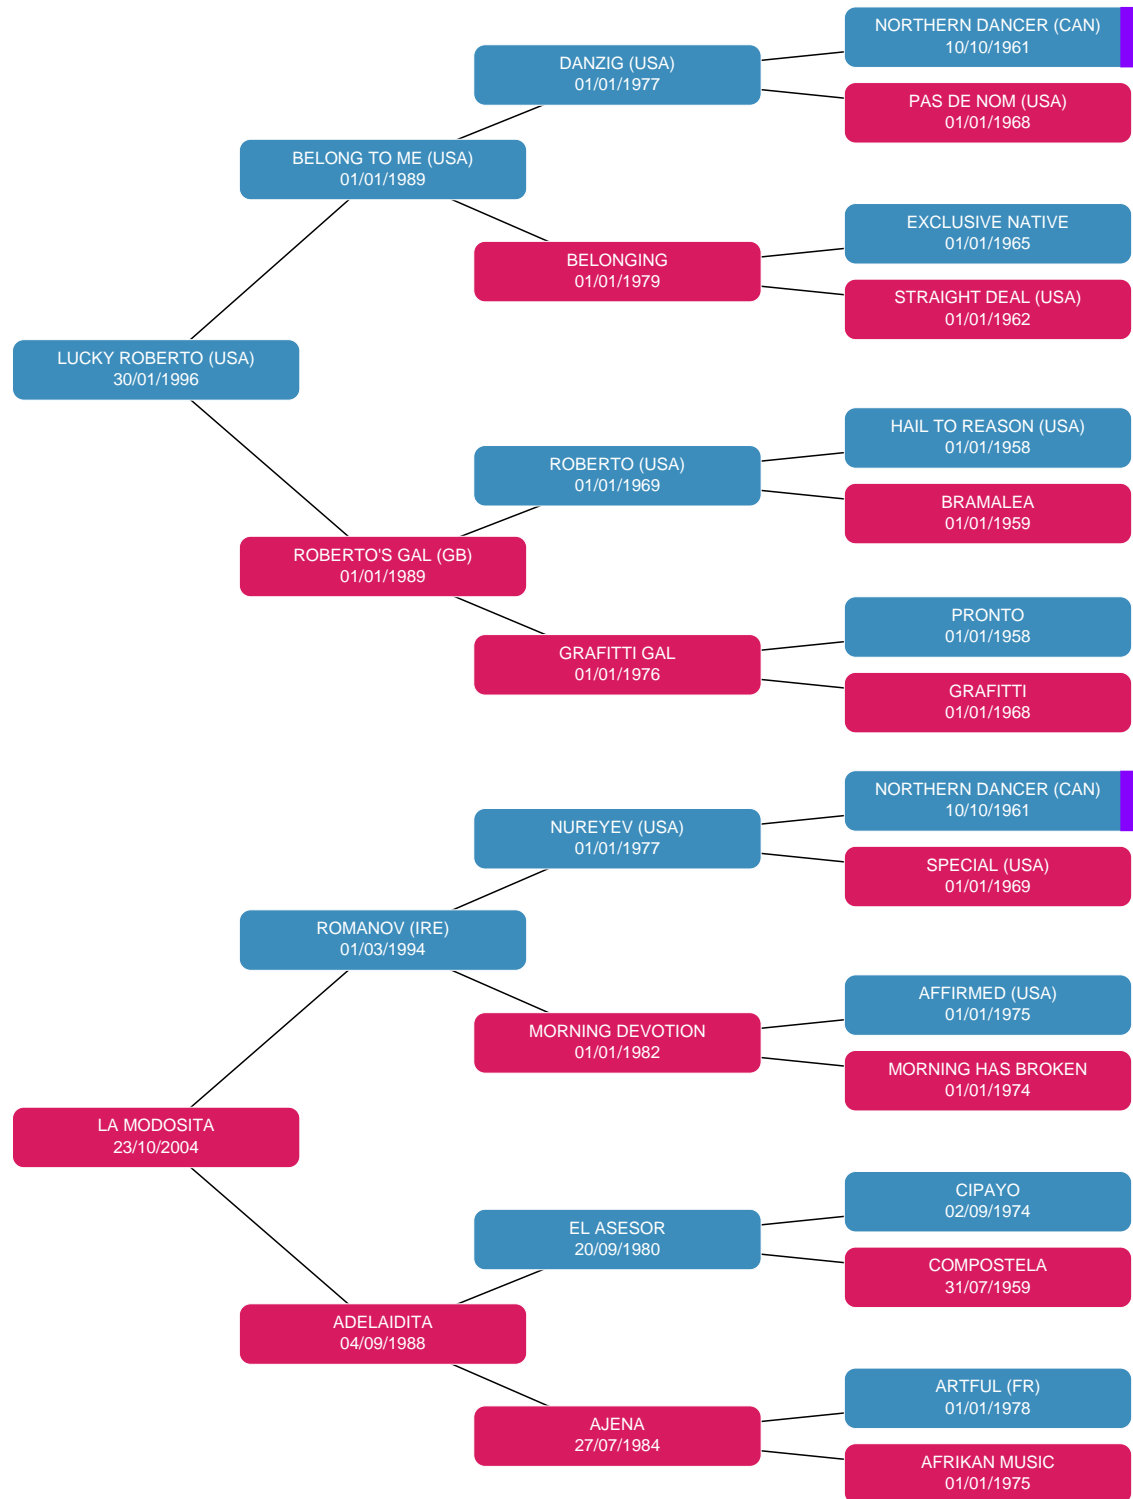 NORTHERN DANCER (CAN)
10/10/1961
DANZIG (USA)
01/01/1977
PAS DE NOM (USA)
01/01/1968
BELONG TO ME (USA)
01/01/1989
EXCLUSIVE NATIVE
01/01/1965
BELONGING
01/01/1979
STRAIGHT DEAL (USA)
01/01/1962
LUCKY ROBERTO (USA)
30/01/1996
HAIL TO REASON (USA)
01/01/1958
ROBERTO (USA)
01/01/1969
BRAMALEA
01/01/1959
ROBERTO'S GAL (GB)
01/01/1989
PRONTO
01/01/1958
GRAFITTI GAL
01/01/1976
GRAFITTI
01/01/1968
NORTHERN DANCER (CAN)
10/10/1961
NUREYEV (USA)
01/01/1977
SPECIAL (USA)
01/01/1969
ROMANOV (IRE)
01/03/1994
AFFIRMED (USA)
01/01/1975
MORNING DEVOTION
01/01/1982
MORNING HAS BROKEN
01/01/1974
LA MODOSITA
23/10/2004
CIPAYO
02/09/1974
EL ASESOR
20/09/1980
COMPOSTELA
31/07/1959
ADELAIDITA
04/09/1988
ARTFUL (FR)
01/01/1978
AJENA
27/07/1984
AFRIKAN MUSIC
01/01/1975